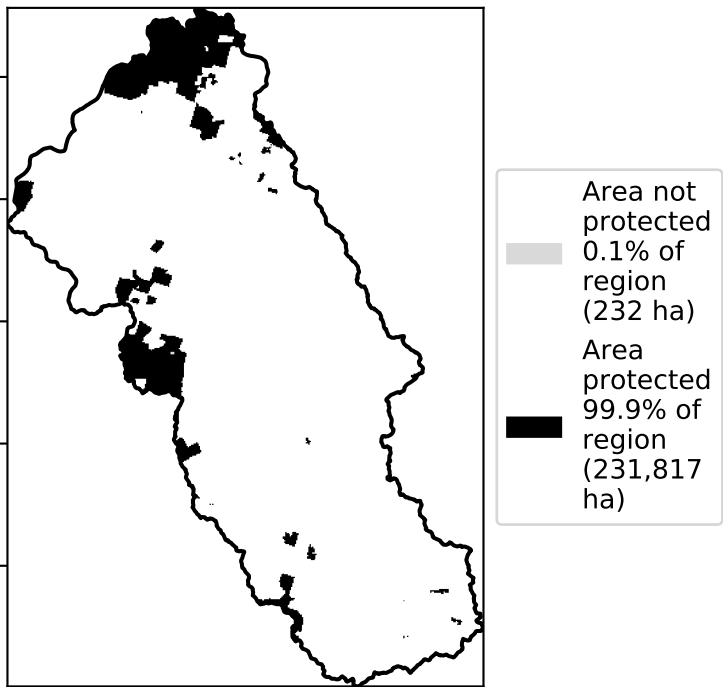 Area not
protected
0.1% of
region
(232 ha)
Area
protected
99.9% of
region
(231,817
ha)